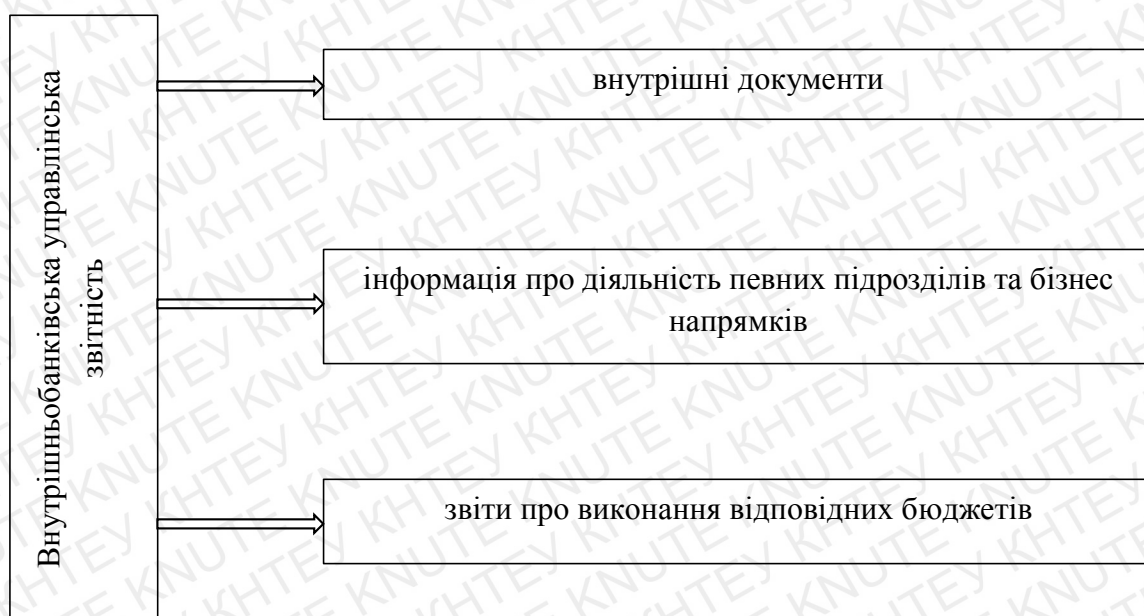 Внутрішньобанківська управлінська
звітність
внутрішні документи
інформація про діяльність певних підрозділів та бізнес
напрямків
звіти про виконання відповідних бюджетів